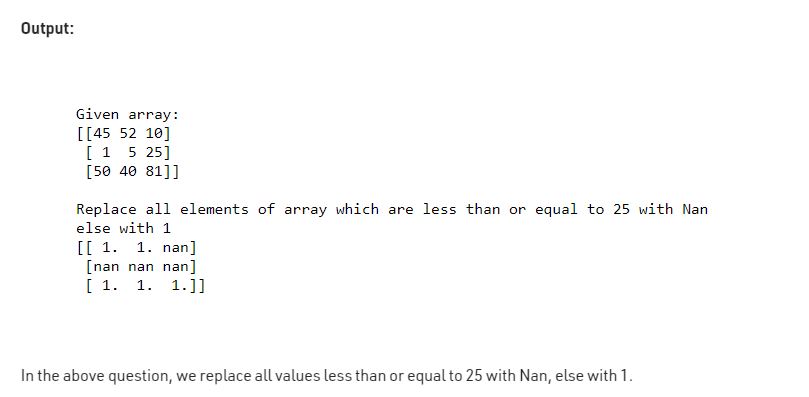 Output:
Given array:
[[45 52 10]
 [ 1  5 25]
 [50 40 81]]
Replace all elements of array which are less than or equal to 25 with Nan
else with 1
[[ 1.  1. nan]
 [nan nan nan]
 [ 1.  1.  1.]]
In the above question, we replace all values less than or equal to 25 with Nan, else with 1.